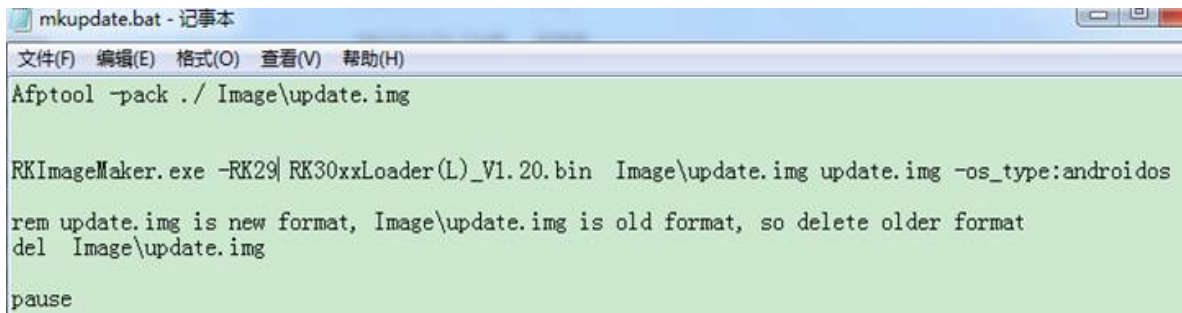 mkupdate.bat - 记事本
文件(F) 编辑(E) 格式(O) 查看(V) 帮助(H)
Afptool -pack ./ Image\update.img
RKImageMaker.exe -RK29 RK30xxLoader(L)_V1.20.bin  Image\update.img update.img -os_type:androidos
rem update.img is new format, Image\update.img is old format, so delete older format
del  Image\update.img
pause